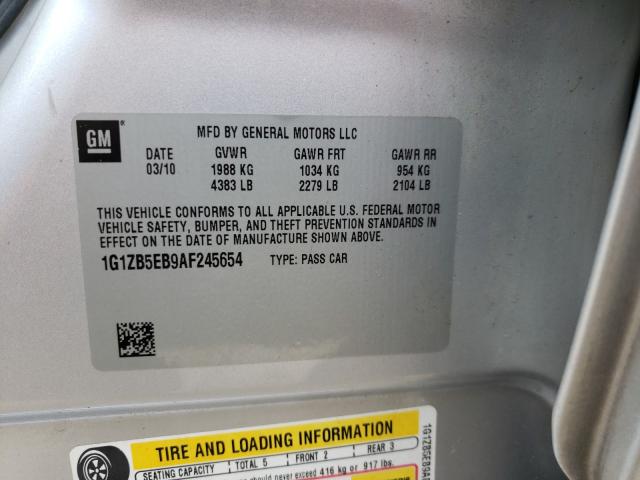 GM
MFD BY GENERAL MOTORS LLC
DATE GVWR GAWR FRT GAWR RR
03/10 1988 KG 1034 KG 954 KG
4383 LB 2279 LB 2104 LB
THIS VEHICLE CONFORMS TO ALL APPLICABLE U.S. FEDERAL MOTOR
VEHICLE SAFETY, BUMPER, AND THEFT PREVENTION STANDARDS IN
EFFECT ON THE DATE OF MANUFACTURE SHOWN ABOVE.
1G1ZB5EB9AF245654 TYPE: PASS CAR
TIRE AND LOADING INFORMATION
SEATING CAPACITY TOTAL 5 FRONT 2 REAR 3
should never exceed 416 kg or 917 lbs.
1G1ZB5EB9A